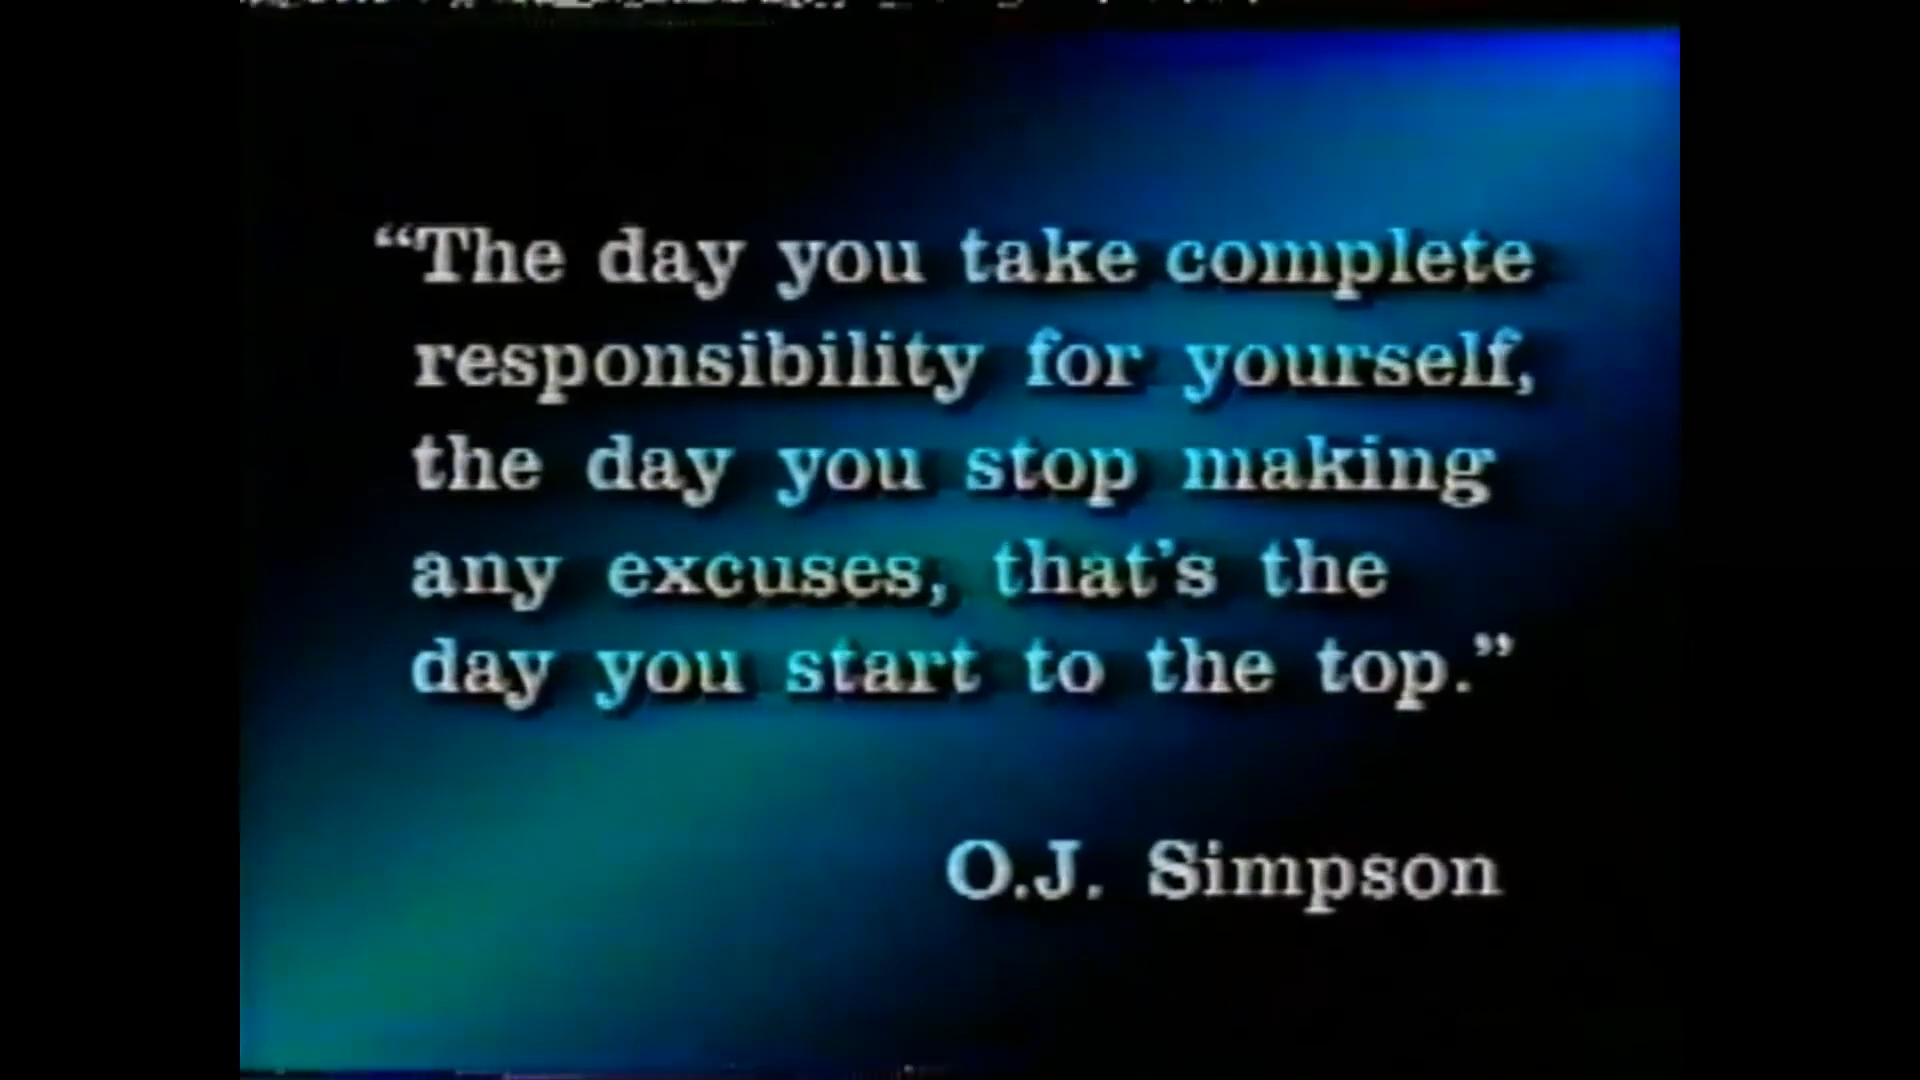 “The day you take complete
responsibility for yourself,
the day you stop making
any excuses, that’s the
day you start to the top.”
O.J. Simpson